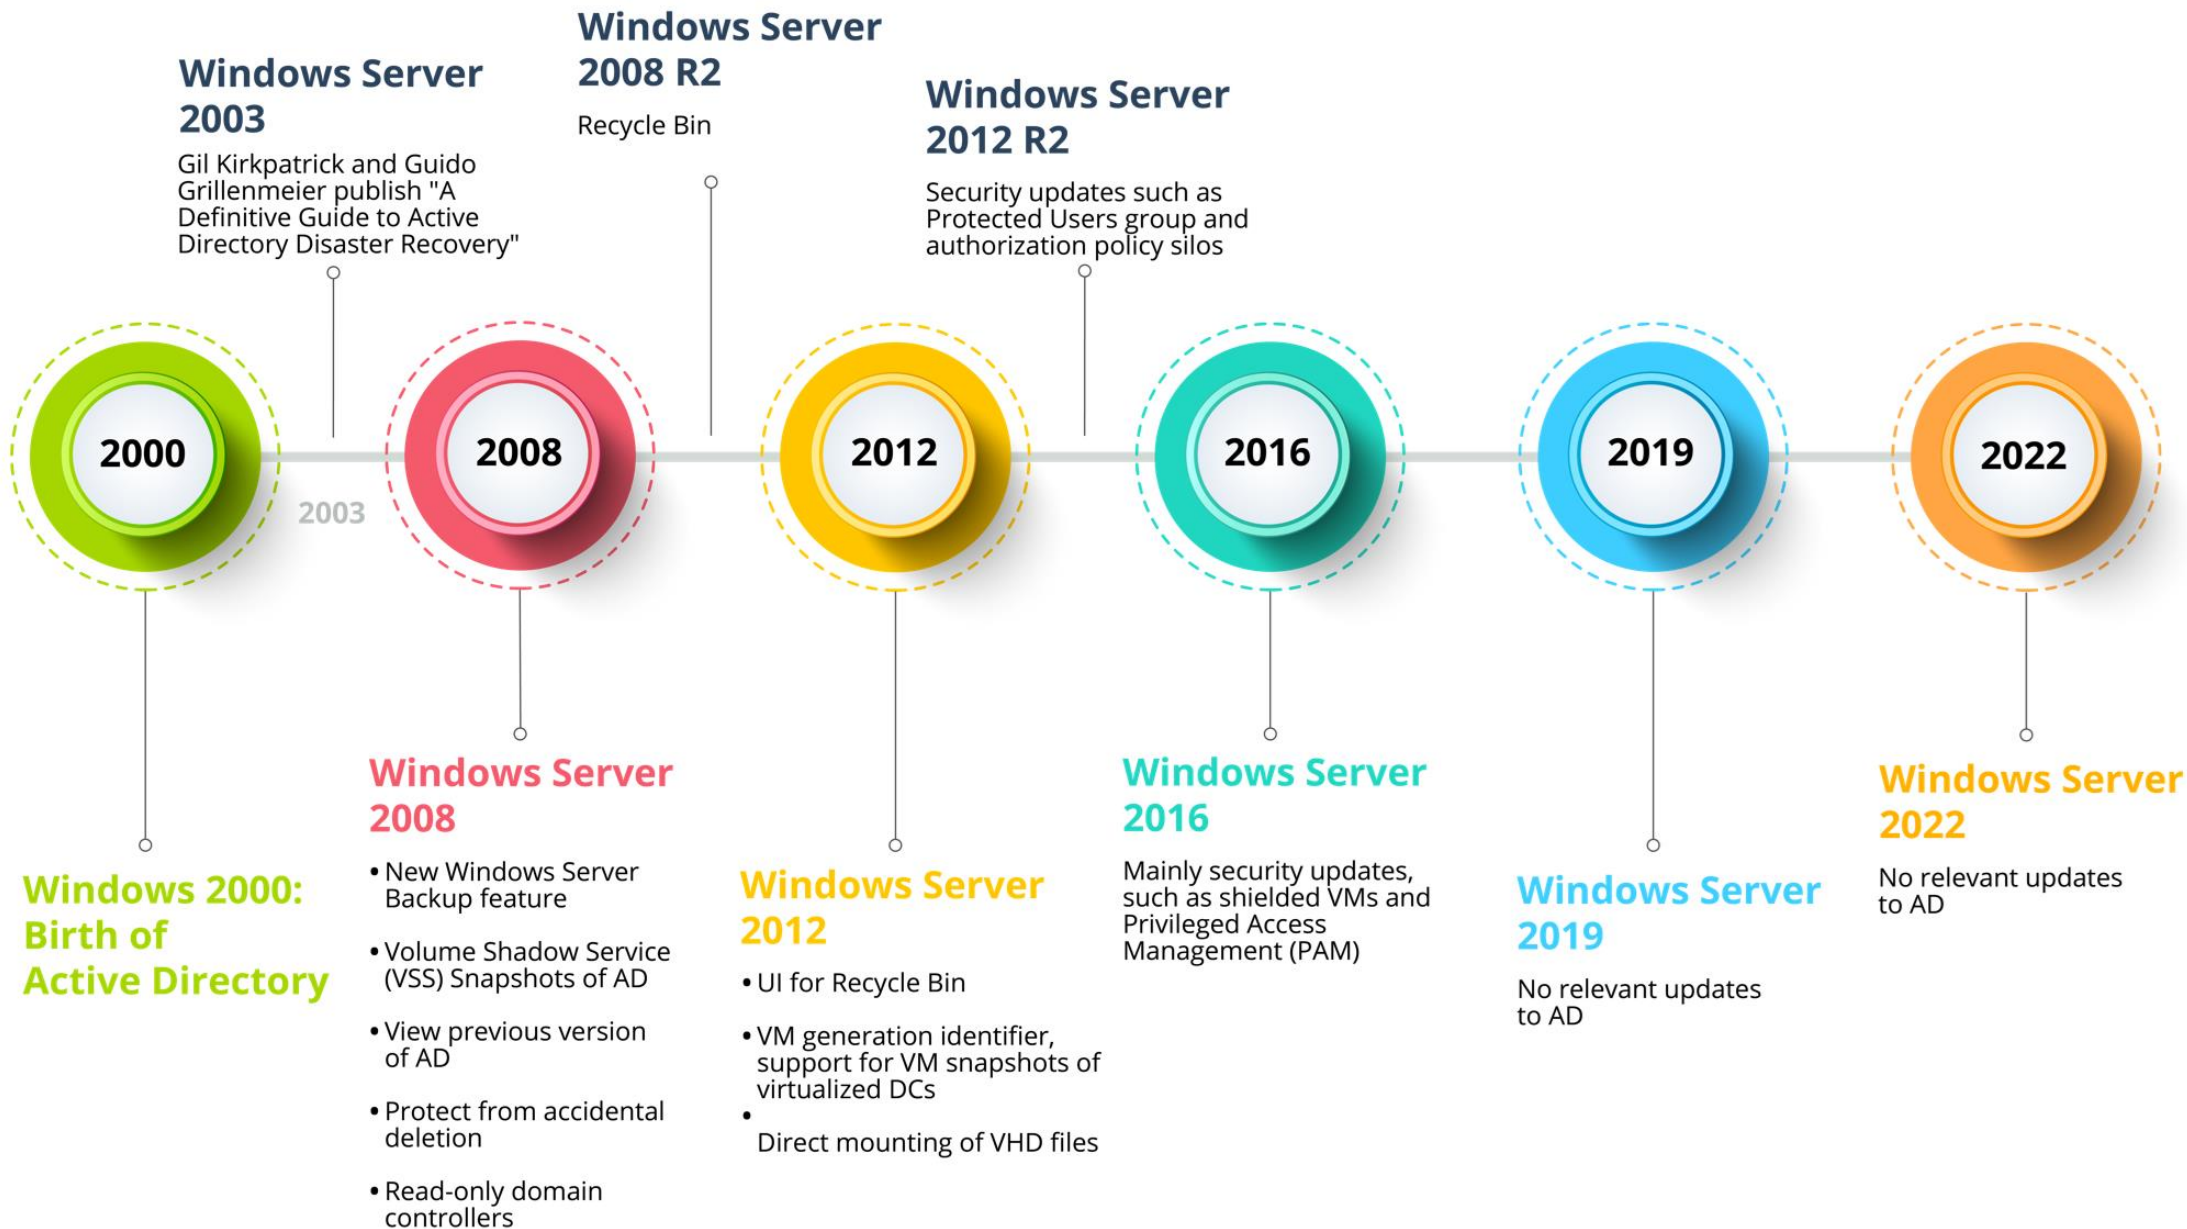 Windows Server
2003
Gil Kirkpatrick and Guido
Grillenmeier publish "A
Definitive Guide to Active
Directory Disaster Recovery"
Windows Server
2008 R2
Recycle Bin
Windows Server
2012 R2
Security updates such as
Protected Users group and
authorization policy silos
2000
2003
2008
2012
2016
2019
2022
Windows 2000:
Birth of
Active Directory
Windows Server
2008
• New Windows Server
Backup feature
• Volume Shadow Service
(VSS) Snapshots of AD
• View previous version
of AD
• Protect from accidental
deletion
• Read-only domain
controllers
Windows Server
2012
• UI for Recycle Bin
• VM generation identifier,
support for VM snapshots of
virtualized DCs
•
Direct mounting of VHD files
Windows Server
2016
Mainly security updates,
such as shielded VMs and
Privileged Access
Management (PAM)
Windows Server
2019
No relevant updates
to AD
Windows Server
2022
No relevant updates
to AD